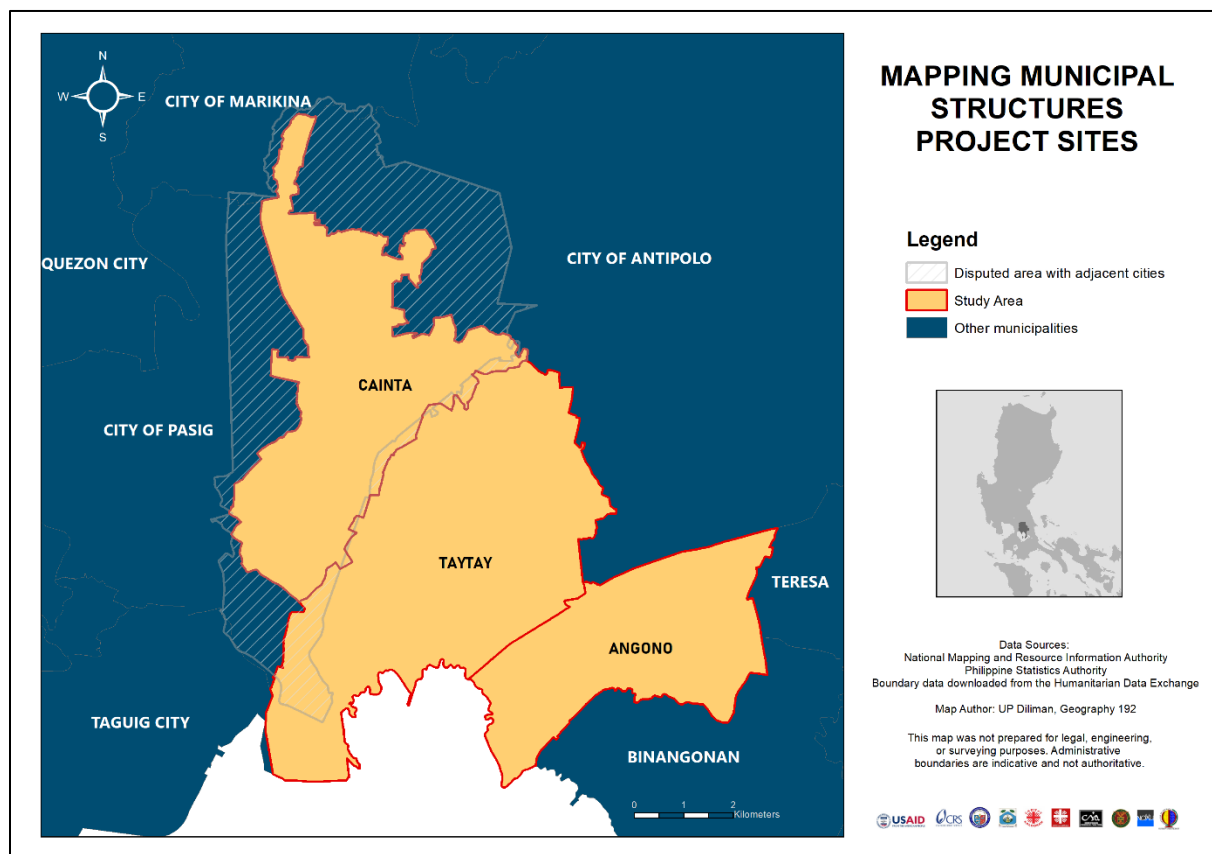 MAPPING MUNICIPAL
STRUCTURES
PROJECT SITES
N
W
E
S
CITY OF MARIKINA
QUEZON CITY
CITY OF ANTIPOLO
CAINTA
CITY OF PASIG
TAYTAY
TERESA
ANGONO
TAGUIG CITY
BINANGONAN
0
1
2
Kilometers
Legend
Disputed area with adjacent cities
Study Area
Other municipalities
Data Sources:
National Mapping and Resource Information Authority
Philippine Statistics Authority
Boundary data downloaded from the Humanitarian Data Exchange
Map Author: UP Diliman, Geography 192
This map was not prepared for legal, engineering,
or surveying purposes. Administrative
boundaries are indicative and not authoritative.
USAID
CRS